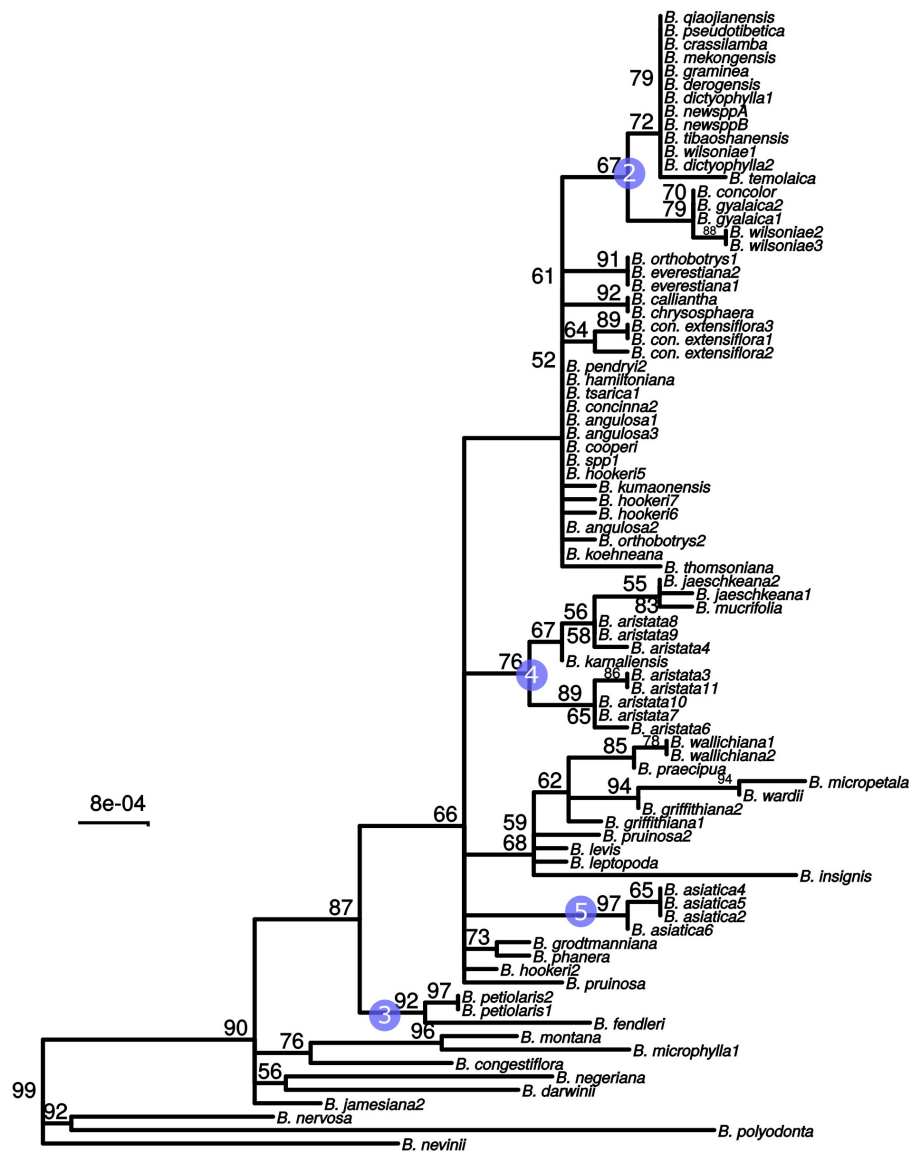 B. qiaojianensis
B. pseudotibetica
B. crassilamba
B. mekongensis
B. graminea
79
B. derogensis
B. dictyophylla1
B. newsppA
72
B. newsppB
B. tibaoshanensis
B. wilsoniae1
67
B. dictyophylla2
2
B. temolaica
70
B. concolor
79
B. gyalaica2
B. gyalaica1
88
B. wilsoniae2
B. wilsoniae3
91
B. orthobotrys1
B. everestiana2
61
B. everestiana1
92
B. calliantha
B. chrysosphaera
64
89
B. con. extensiflora3
B. con. extensiflora1
B. con. extensiflora2
52
B. pendryi2
B. hamiltoniana
B. tsarica1
B. concinna2
B. angulosa1
B. angulosa3
B. cooperi
B. spp1
B. hookeri5
B. kumaonensis
B. hookeri7
B. hookeri6
B. angulosa2
B. orthobotrys2
B. koehneana
B. thomsoniana
55
B. jaeschkeana2
B. jaeschkeana1
83
B. mucrifolia
56
B. aristata8
67
58
B. aristata9
B. aristata4
76
B. karnaliensis
4
86
B. aristata3
B. aristata11
89
B. aristata10
65
B. aristata7
B. aristata6
85
78
B. wallichiana1
B. wallichiana2
B. praecipua
62
94
94
B. micropetala
B. wardii
8e-04
B. griffithiana2
66
59
B. griffithiana1
B. pruinosa2
68
B. levis
B. leptopoda
B. insignis
65
B. asiatica4
87
5
97
B. asiatica5
B. asiatica2
B. asiatica6
73
B. grodtmanniana
B. phanera
B. hookeri2
B. pruinosa
92
97
B. petiolaris2
3
B. petiolaris1
B. fendleri
90
96
B. montana
76
B. microphylla1
B. congestiflora
56
B. negeriana
99
B. darwinii
B. jamesiana2
92
B. nervosa
B. polyodonta
B. nevinii